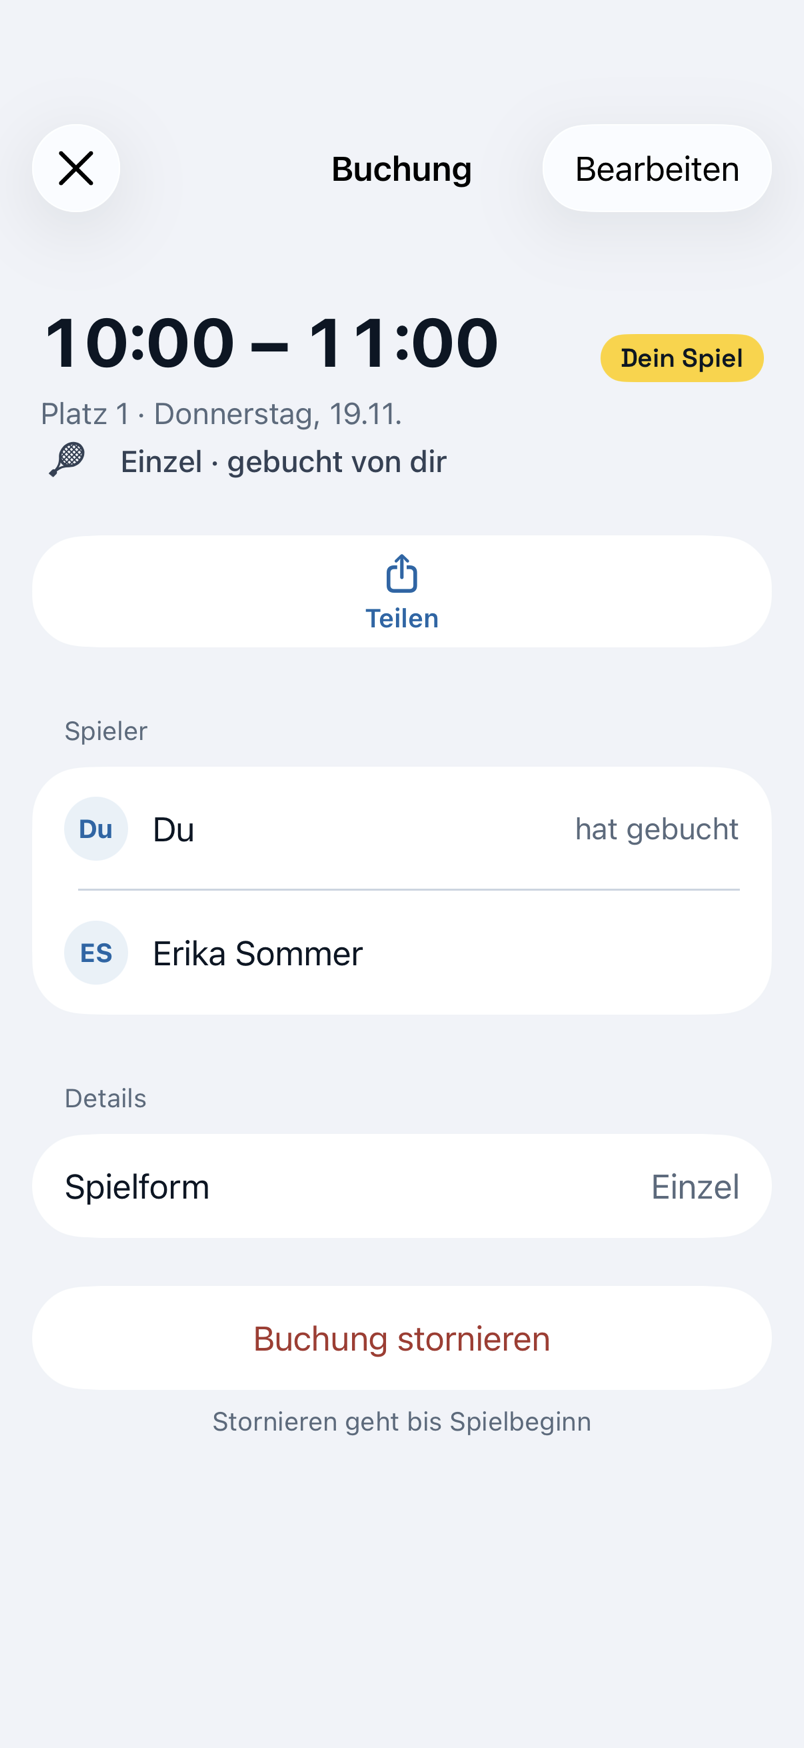 Buchung
Bearbeiten
10:00 – 11:00
Dein Spiel
Platz 1 · Donnerstag, 19.11.
Einzel · gebucht von dir
Teilen
Spieler
Du
Du
hat gebucht
ES
Erika Sommer
Details
Spielform
Einzel
Buchung stornieren
Stornieren geht bis Spielbeginn